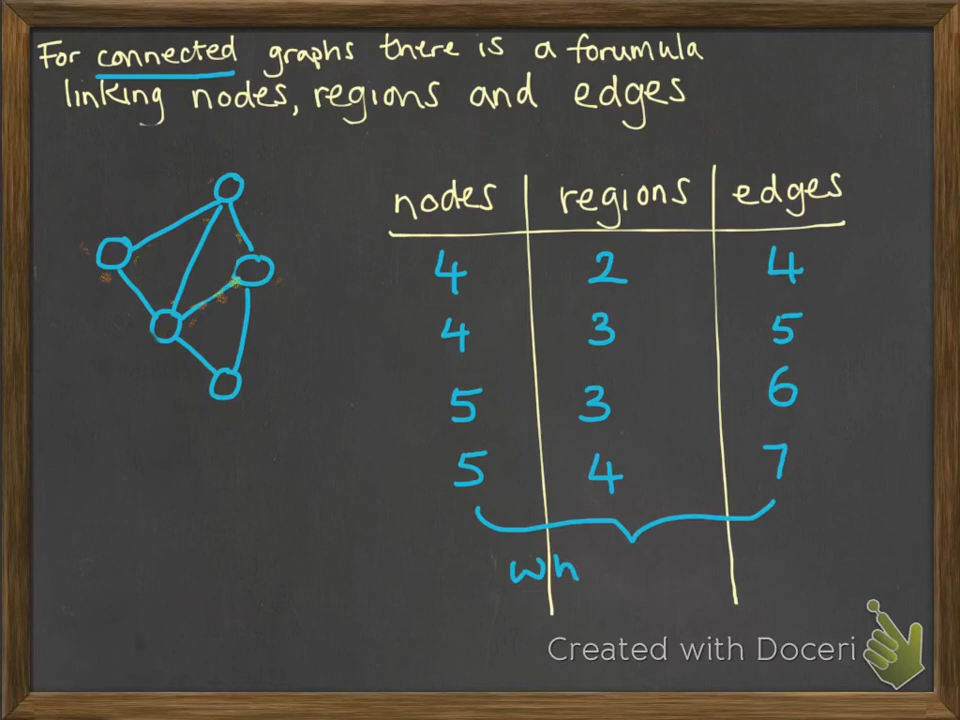 For connected graphs there is a forumula
linking nodes, regions and edges
nodes regions edges
4 2 4
4 3 5
5 3 6
5 4 7
wh
Created with Doceri